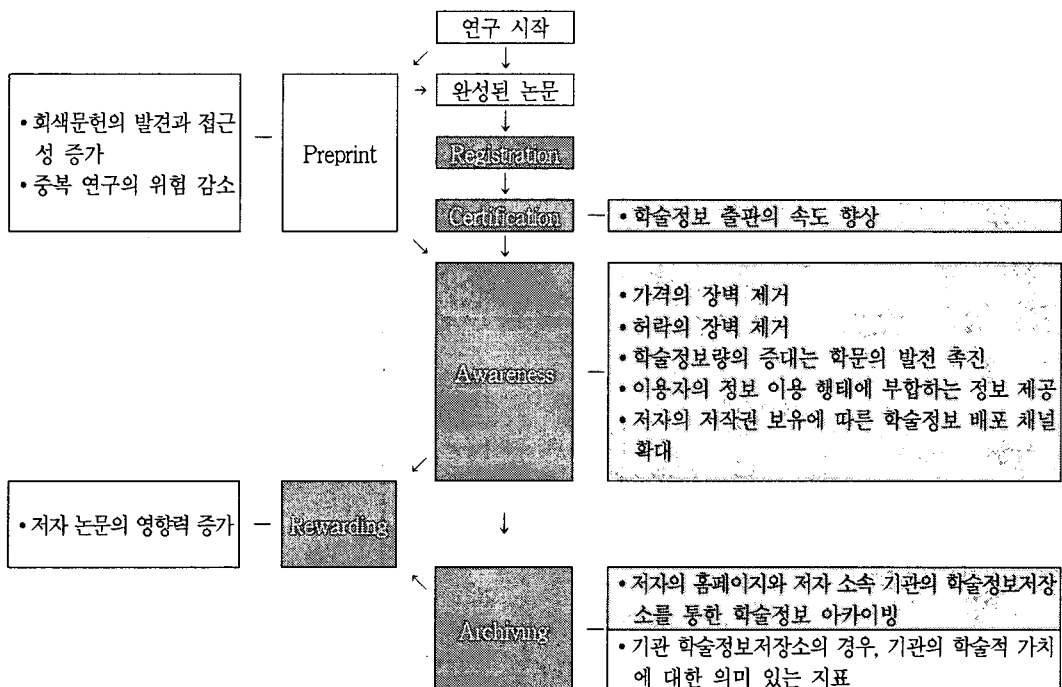 연구 시작
완성된 논문
• 회색문헌의 발견과 접근
성 증가
• 중복 연구의 위험 감소
Preprint
Registration
Certification
• 학술정보 출판의 속도 향상
Awareness
• 가격의 장벽 제거
• 허락의 장벽 제거
• 학술정보량의 증대는 학문의 발전 촉진
• 이용자의 정보 이용 행태에 부합하는 정보 제공
• 저자의 저작권 보유에 따른 학술정보 배포 채널
확대
• 저자 논문의 영향력 증가
Rewarding
Archiving
• 저자의 홈페이지와 저자 소속 기관의 학술정보저장
소를 통한 학술정보 아카이빙
• 기관 학술정보저장소의 경우, 기관의 학술적 가치
에 대한 의미 있는 지표